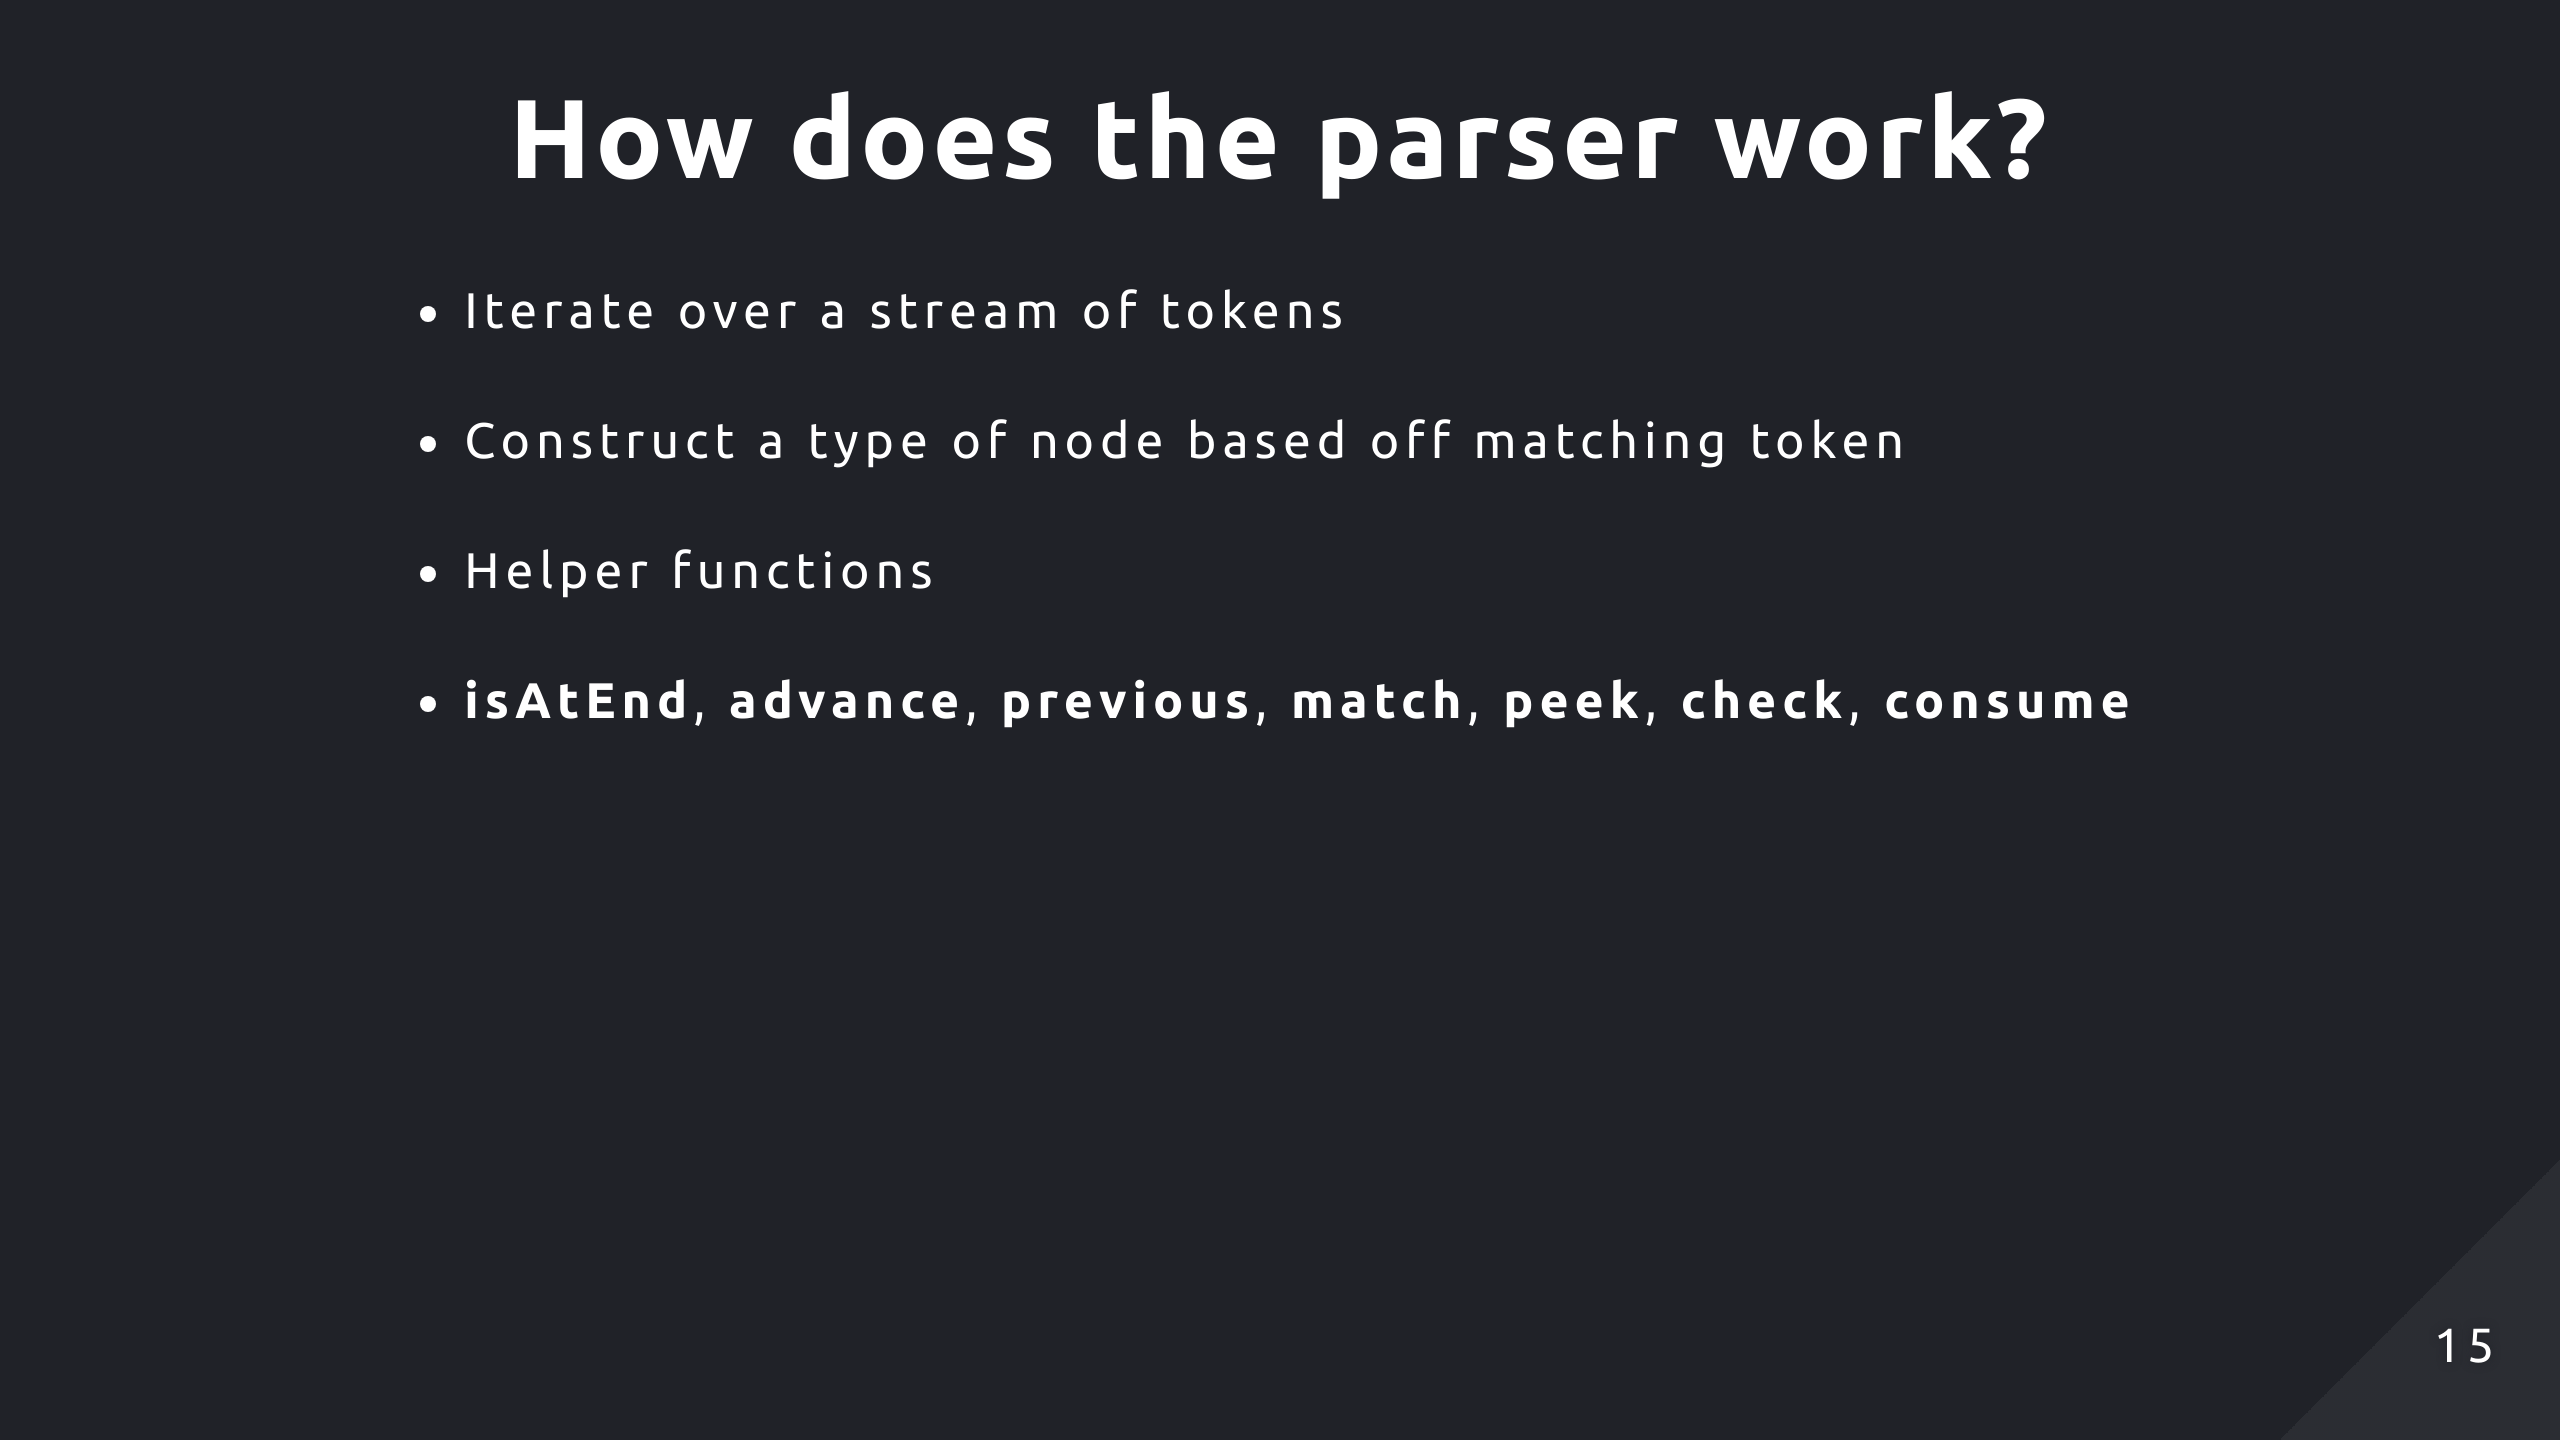 How does the parser work?
• Iterate over a stream of tokens
• Construct a type of node based off matching token
• Helper functions
• isAtEnd, advance, previous, match, peek, check, consume
15